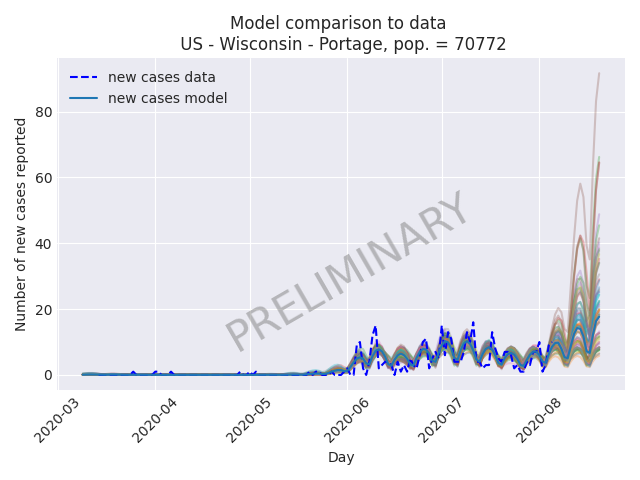 Model comparison to data
US - Wisconsin - Portage, pop. = 70772
new cases data
new cases model
Number of new cases reported
80
60
40
20
0
PRELIMINARY
2020-03
2020-04
2020-05
2020-06
2020-07
2020-08
Day